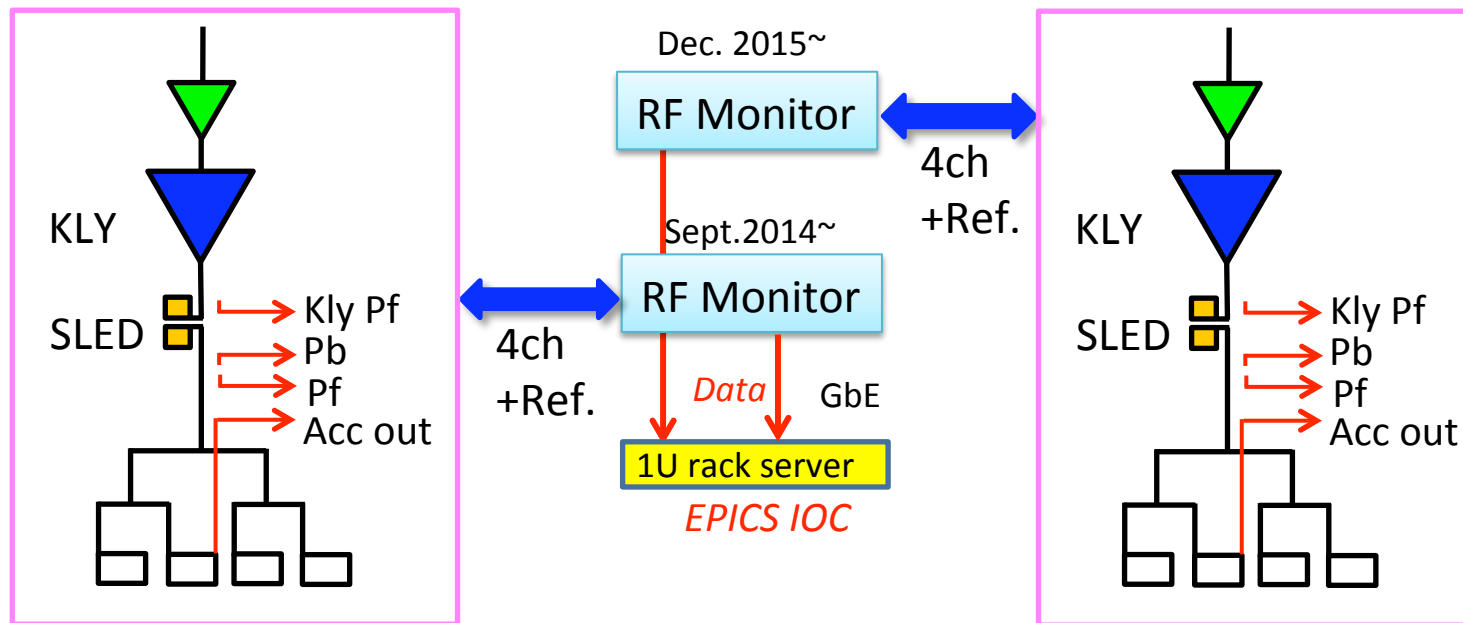 KLY
SLED
Kly Pf
Pb
Pf
Acc out
Dec. 2015~
RF Monitor
4ch
+Ref.
Sept.2014~
RF Monitor
4ch
+Ref.
Data
GbE
1U rack server
EPICS IOC
KLY
SLED
Kly Pf
Pb
Pf
Acc out